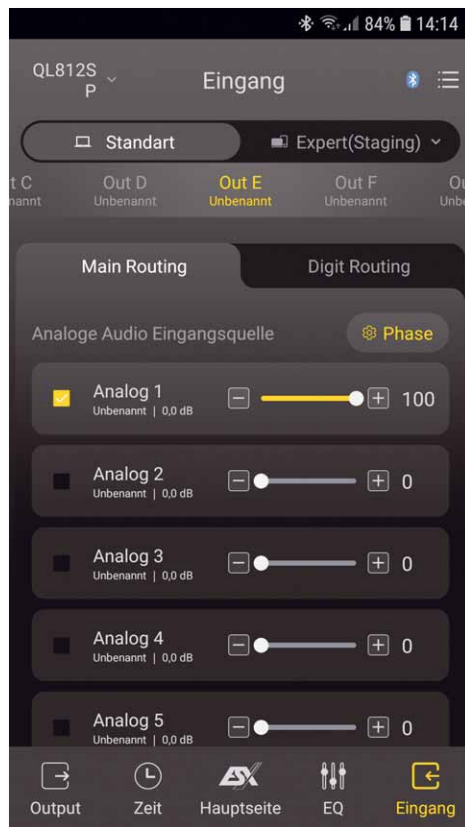 84% 14:14
QL812S P Eingang
Standart Expert(Staging)
t C Out D Out E Out F Ou
nannt Unbenannt Unbenannt Unbenannt Unbe
Main Routing Digit Routing
Analoge Audio Eingangsquelle Phase
Analog 1 100
Unbenannt | 0,0 dB
Analog 2 0
Unbenannt | 0,0 dB
Analog 3 0
Unbenannt | 0,0 dB
Analog 4 0
Unbenannt | 0,0 dB
Analog 5 0
Unbenannt | 0,0 dB
ESX
Output Zeit Hauptseite EQ Eingang